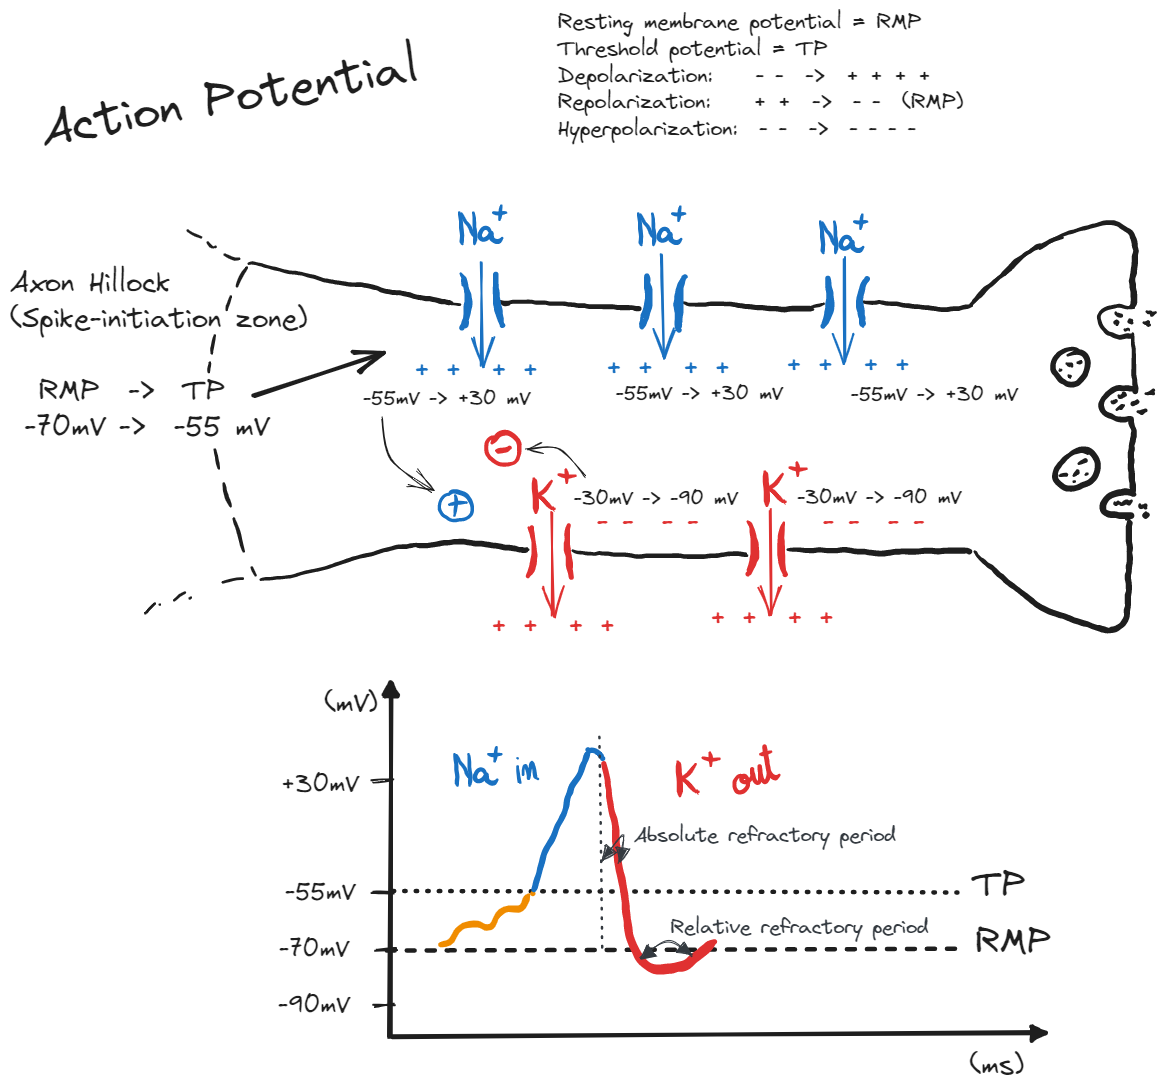 Resting membrane potential = RMP
Threshold potential = TP
Depolarization: - - -> + + + +
Repolarization: + + -> - - (RMP)
Hyperpolarization: - - -> - - - -
Action Potential
Na+ Na+ Na+
Axon Hillock
(Spike-initiation zone)
+ + + + + + + + + + + +
RMP -> TP
-70mV -> -55 mV
-55mV -> +30 mV -55mV -> +30 mV -55mV -> +30 mV
-
+
K+ -30mV -> -90 mV K+ -30mV -> -90 mV
- - - - - - - -
+ + + + + + + +
(mV)
Na+ in K+ out
+30mV
Absolute refractory period
-55mV TP
Relative refractory period
-70mV RMP
-90mV
(ms)